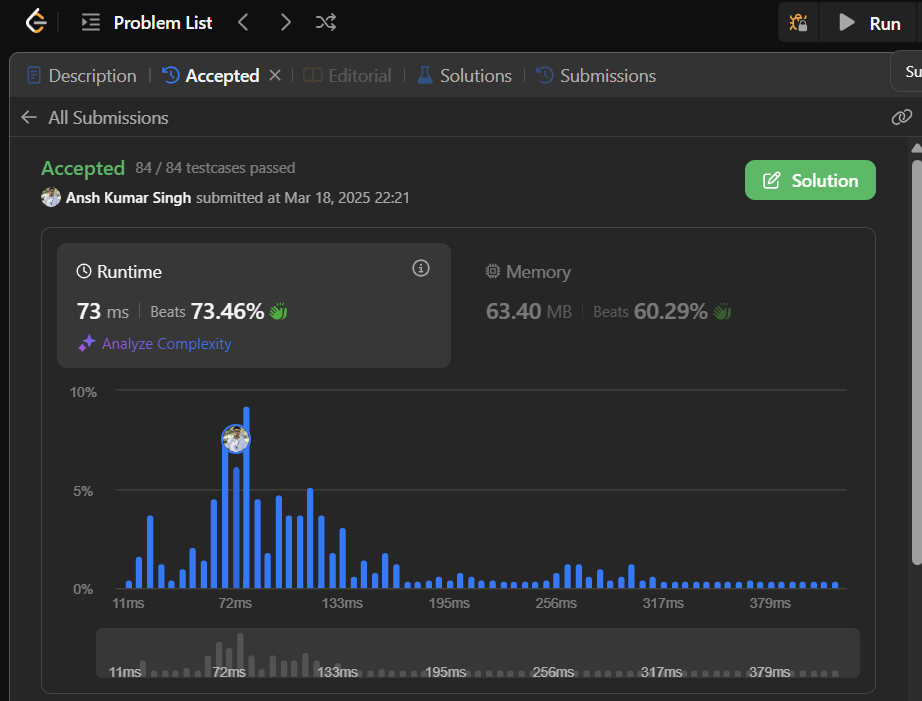 Problem List
Run
Description Accepted Editorial Solutions Submissions
Su
All Submissions
Accepted 84 / 84 testcases passed
Ansh Kumar Singh submitted at Mar 18, 2025 22:21
Solution
Runtime
73 ms Beats 73.46%
Analyze Complexity
Memory
63.40 MB Beats 60.29%
10%
5%
0%
11ms 72ms 133ms 195ms 256ms 317ms 379ms
11ms 72ms 133ms 195ms 256ms 317ms 379ms